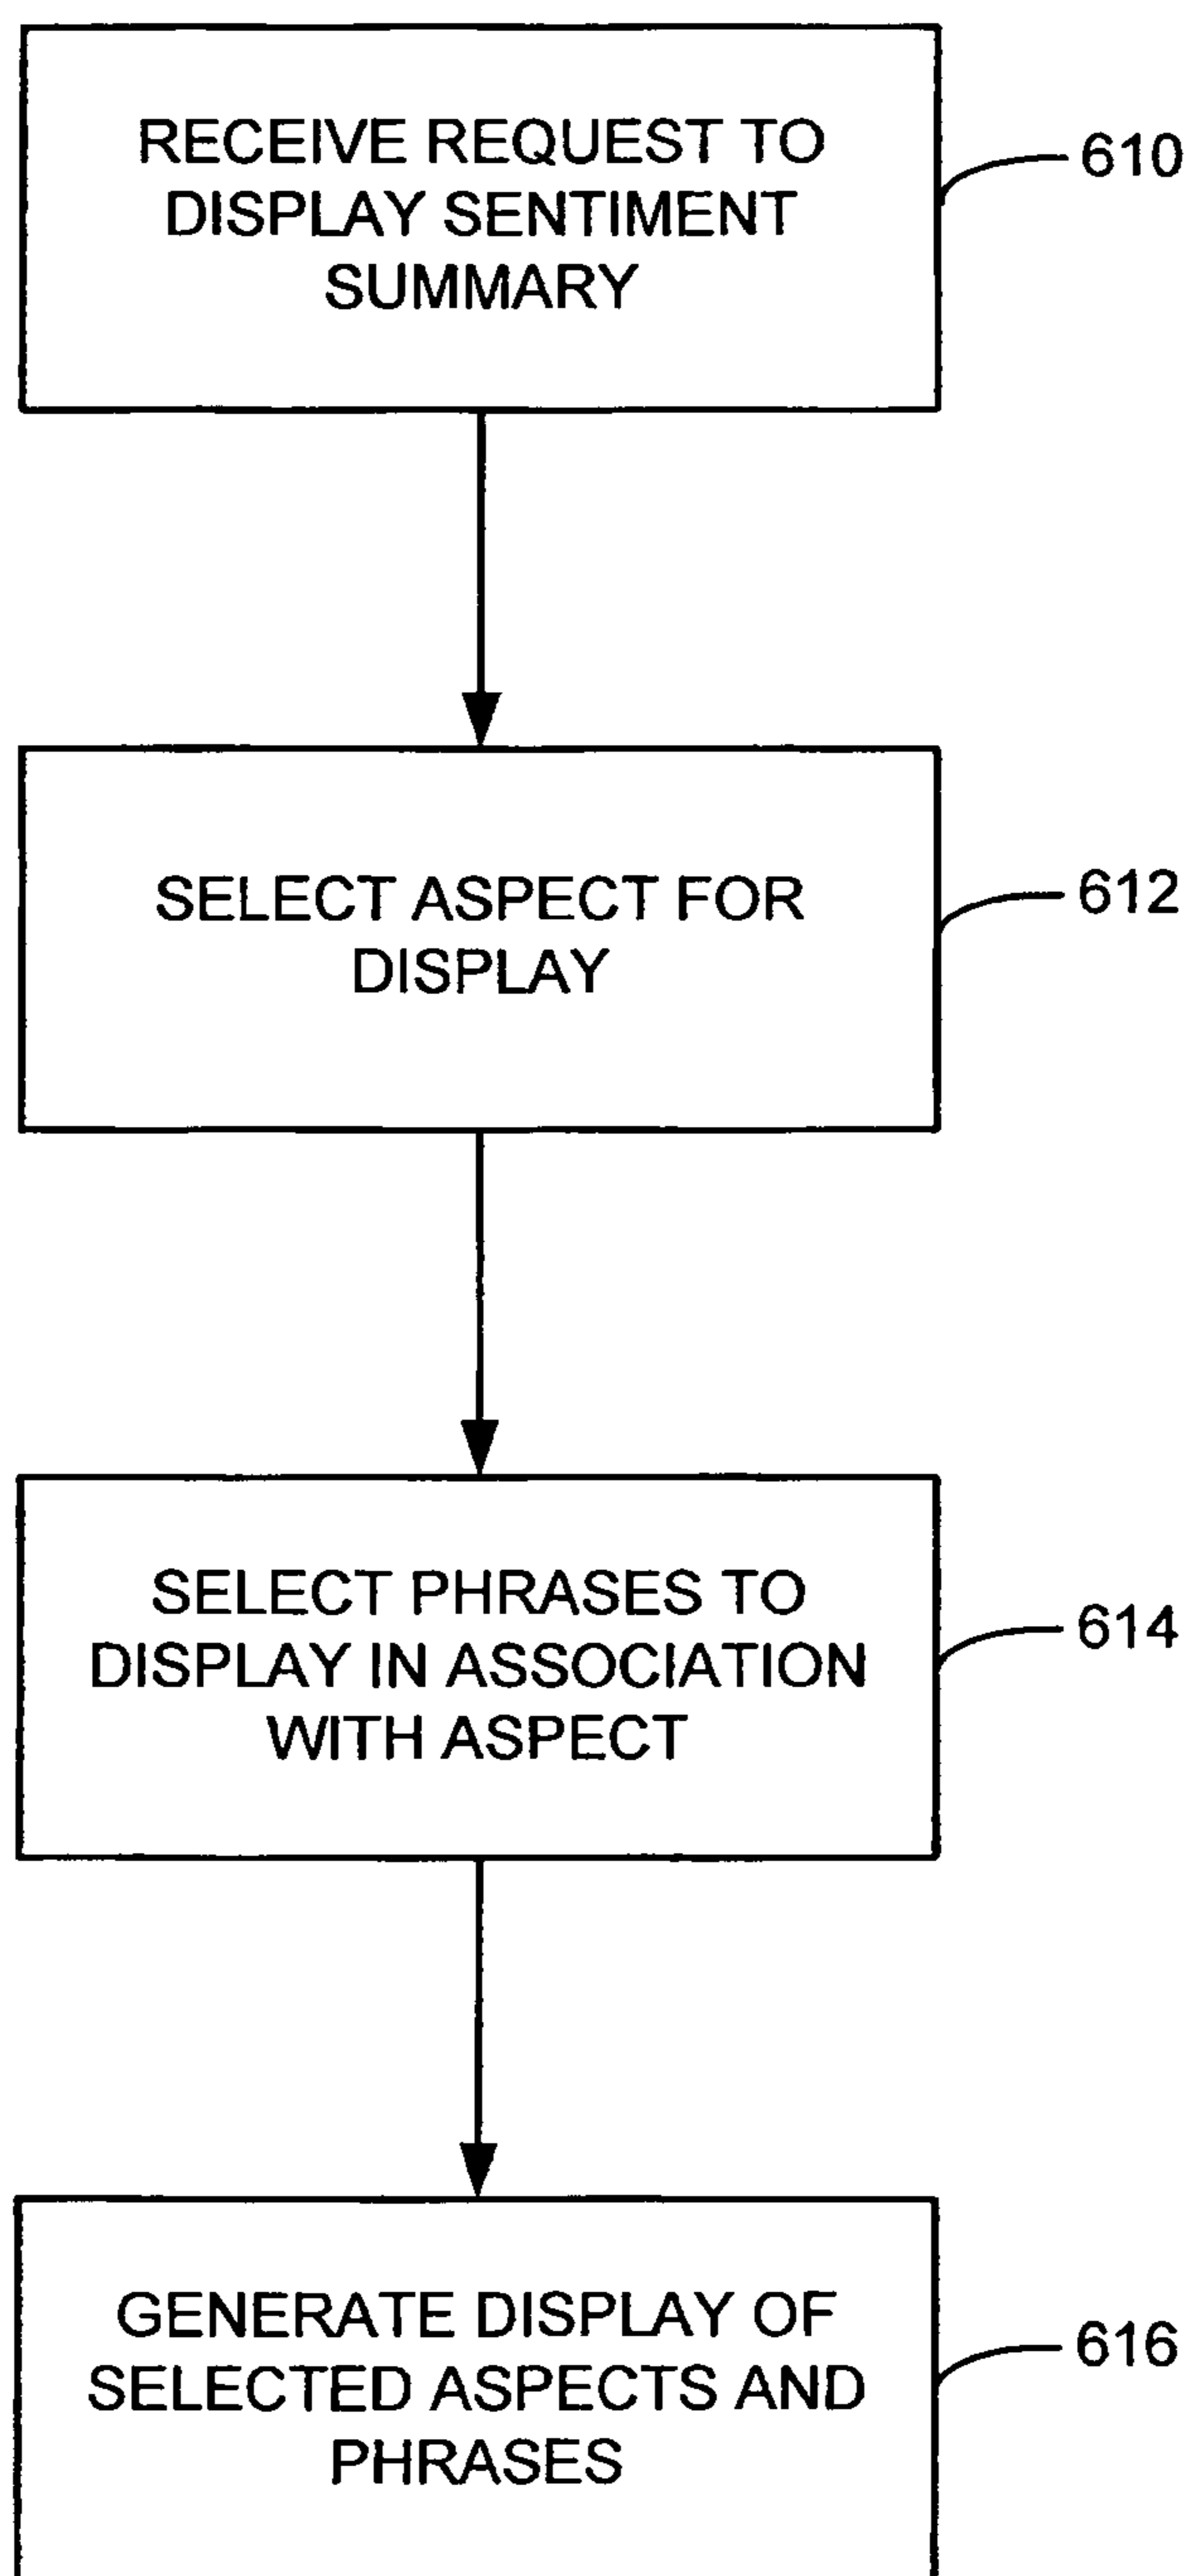 RECEIVE REQUEST TO
DISPLAY SENTIMENT
SUMMARY
610
SELECT ASPECT FOR
DISPLAY
612
SELECT PHRASES TO
DISPLAY IN ASSOCIATION
WITH ASPECT
614
GENERATE DISPLAY OF
SELECTED ASPECTS AND
PHRASES
616